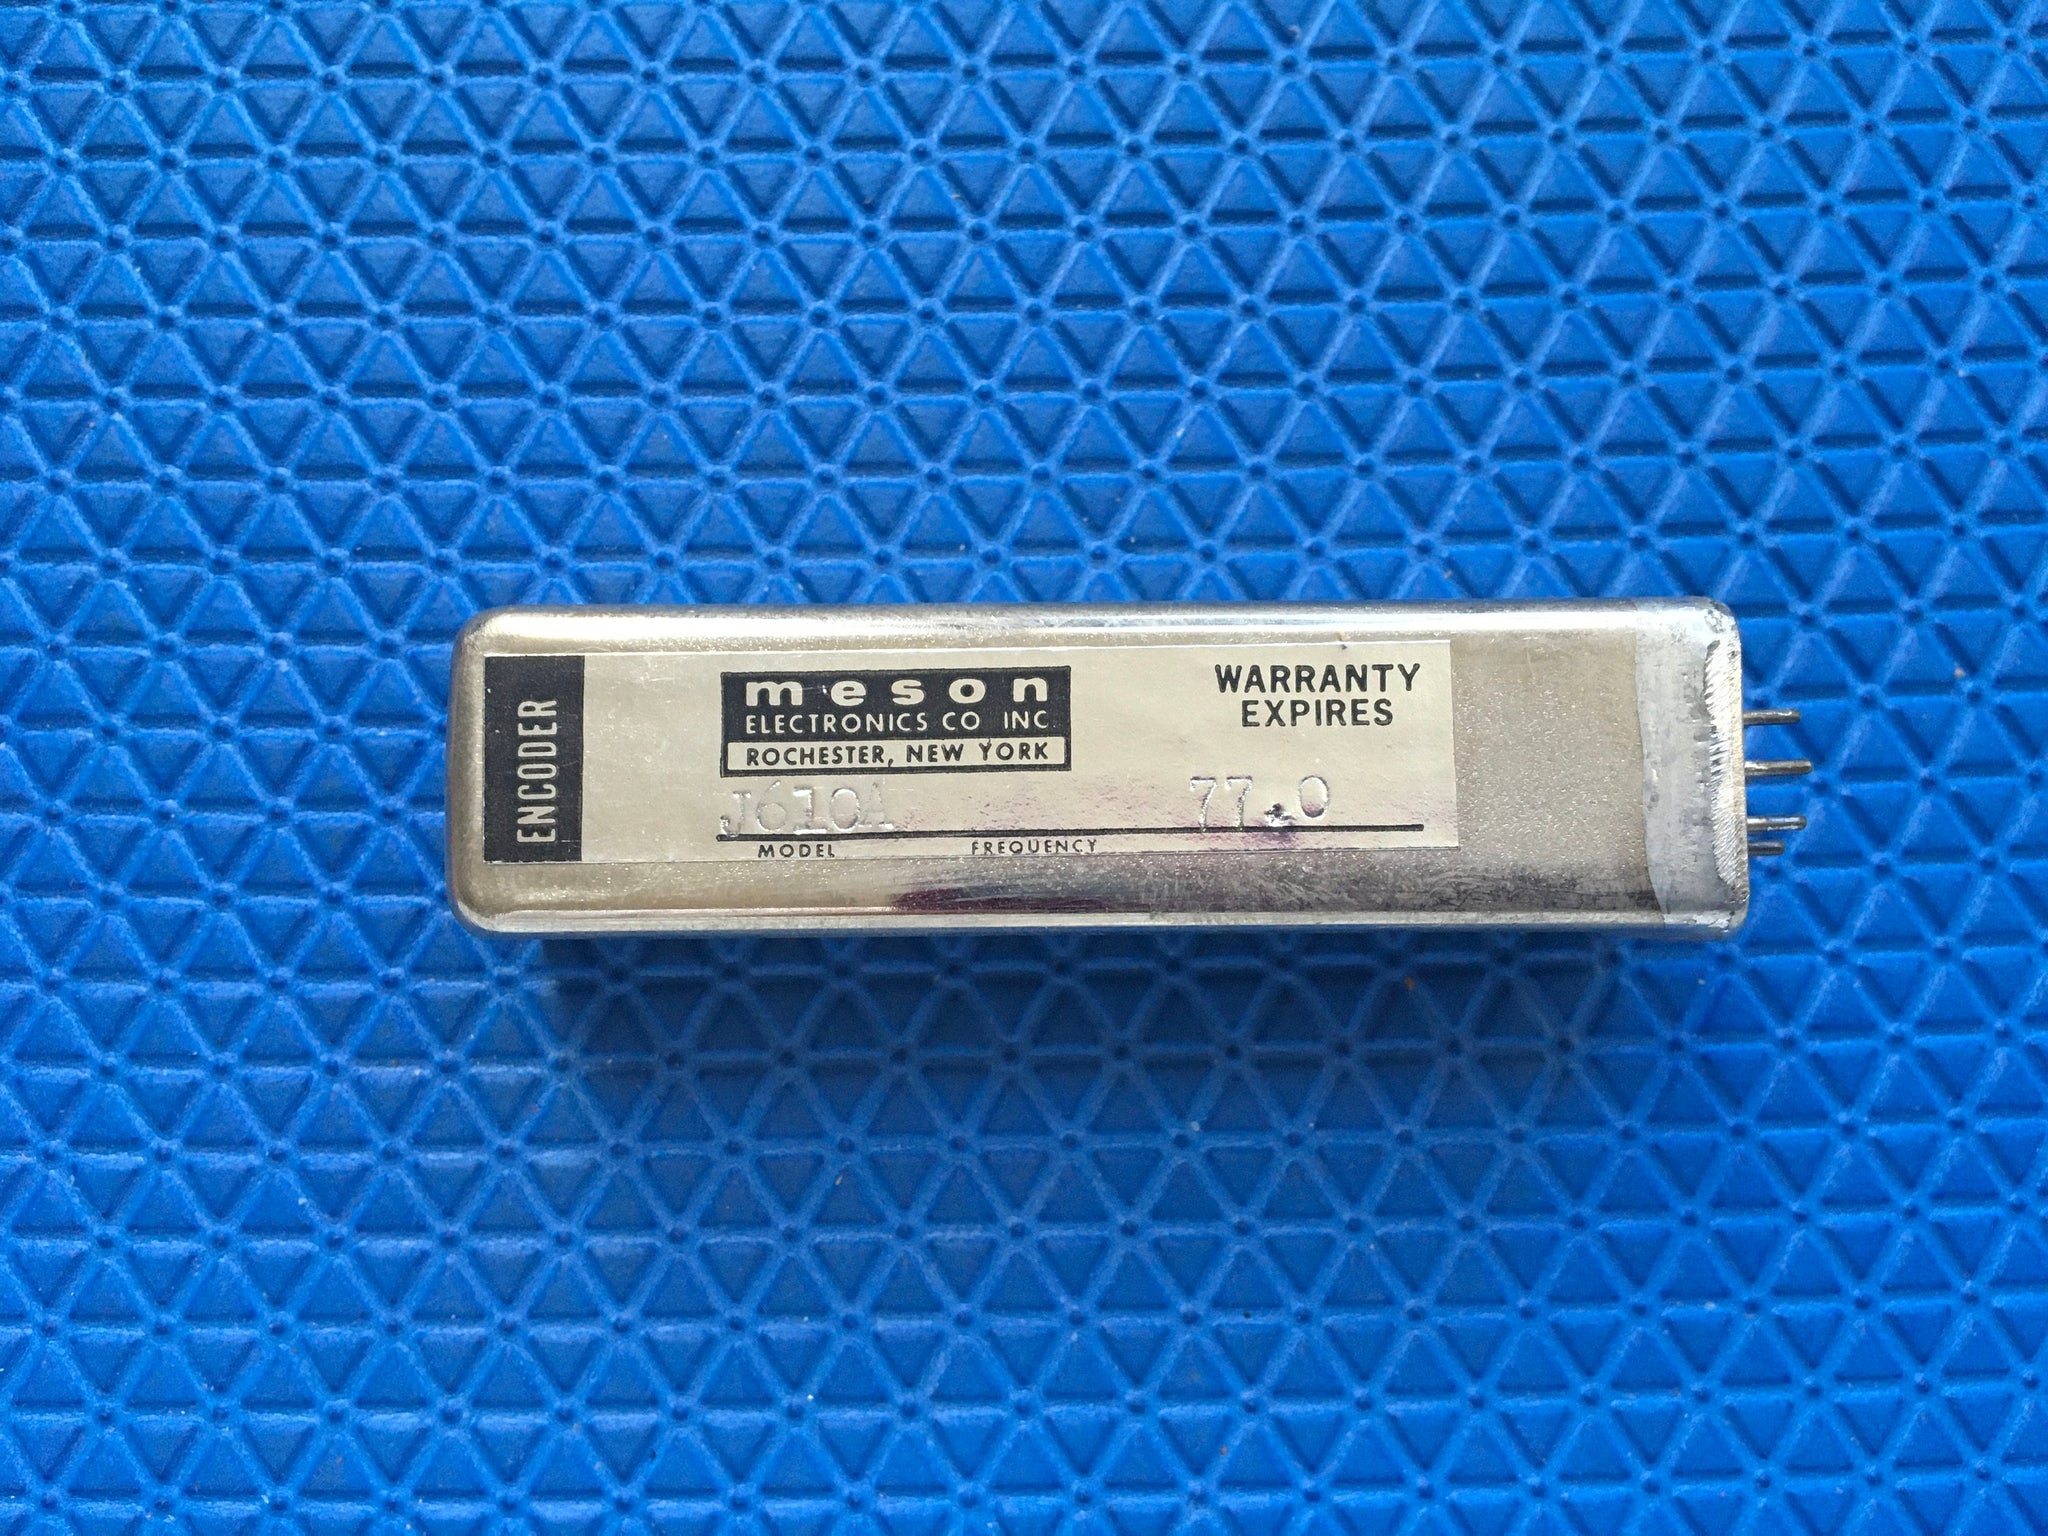 ENCODER
meson
ELECTRONICS CO INC.
ROCHESTER, NEW YORK
WARRANTY
EXPIRES
J610A 77.0
MODEL FREQUENCY